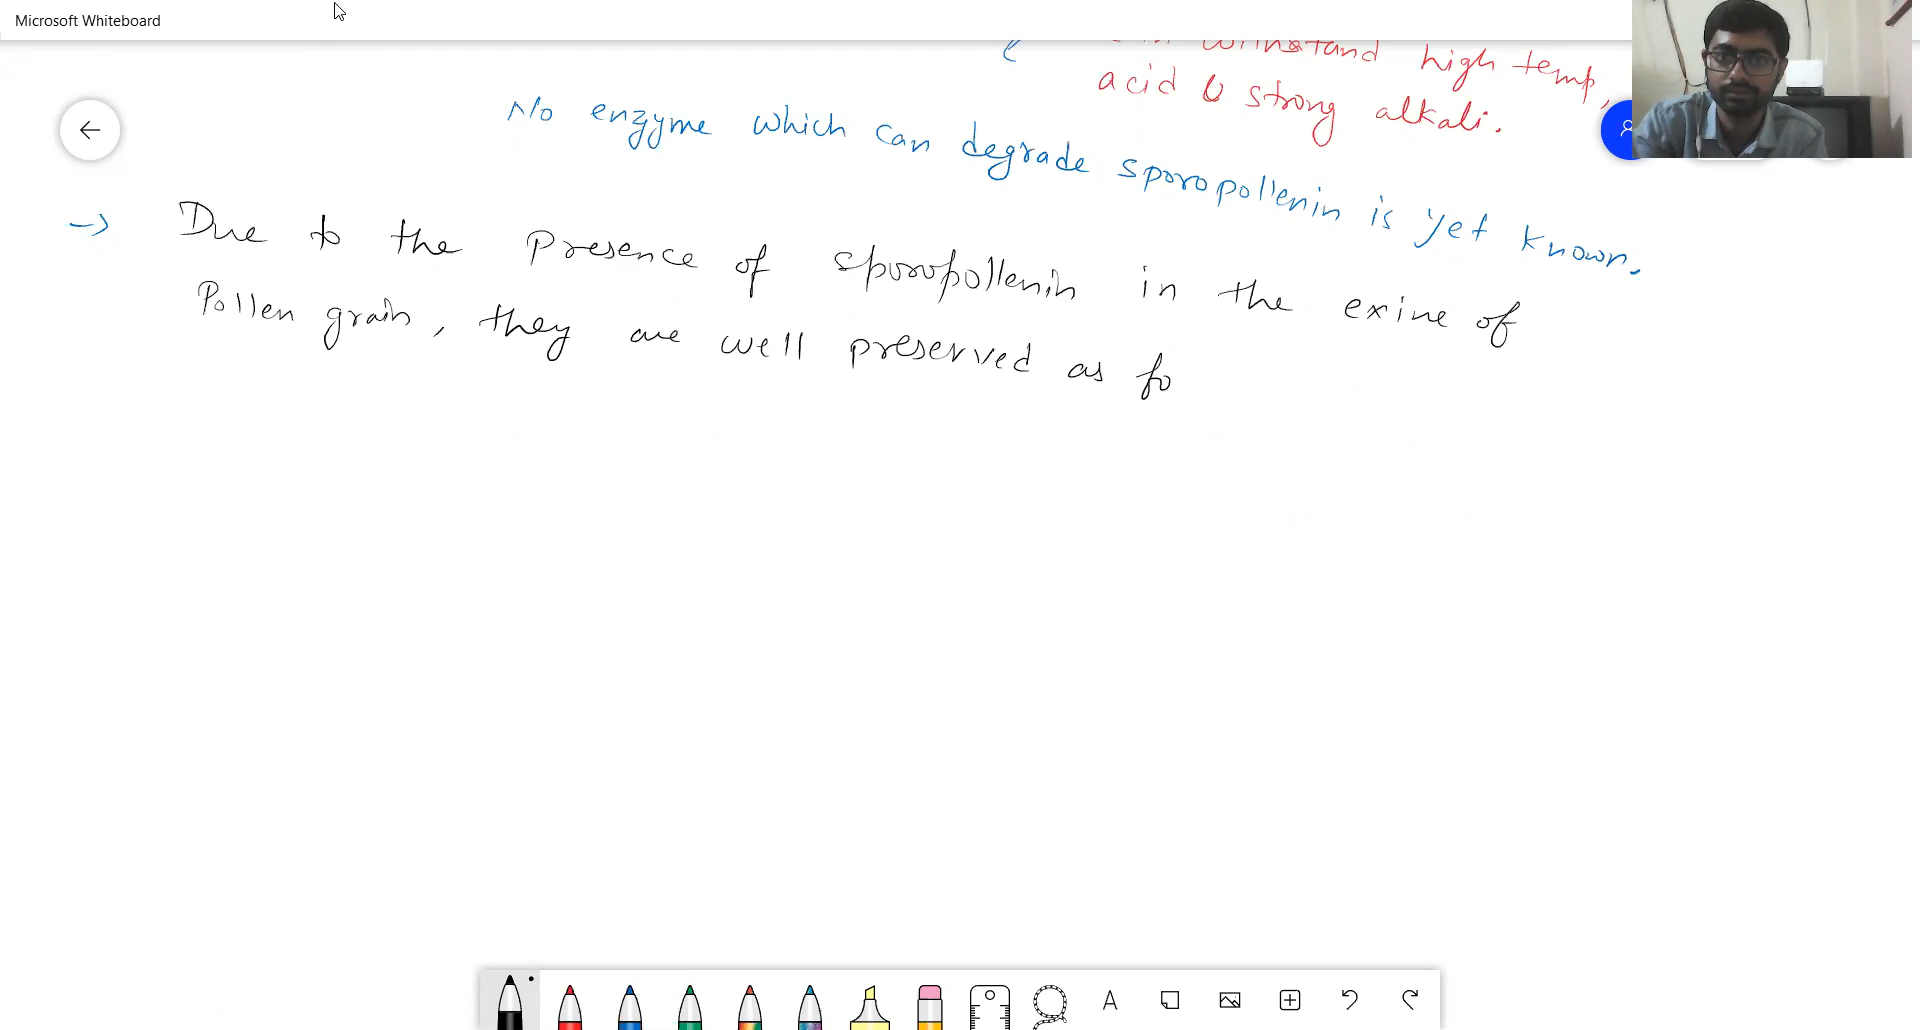 Microsoft Whiteboard
withstand high temp,
acid & strong alkali.
No enzyme which can degrade sporopollenin is yet known.
→ Due to the presence of sporopollenin in the exine of
Pollen grain, they are well preserved as fo
A